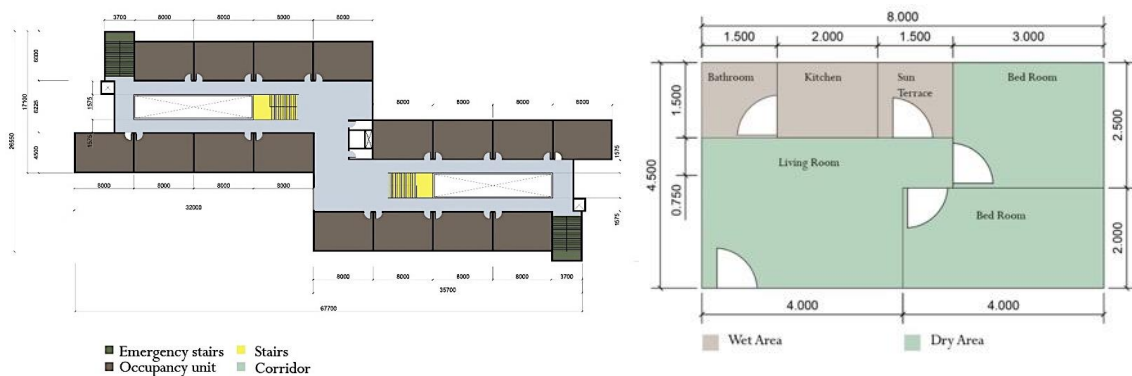 3700 8000 8000 8000 8000
6000
17700
6225
1575
1575
4500
26550
8000 8000 8000 8000
1575
8000 8000 8000 8000
32000
1575
8000 8000 8000 8000 3700
35700
67700
Emergency stairs
Stairs
Occupancy unit
Corridor
8.000
1.500 2.000 1.500 3.000
Bathroom
Kitchen
Sun
Terrace
Bed Room
1.500
2.500
Living Room
4.500
0.750
Bed Room
2.000
4.000 4.000
Wet Area
Dry Area